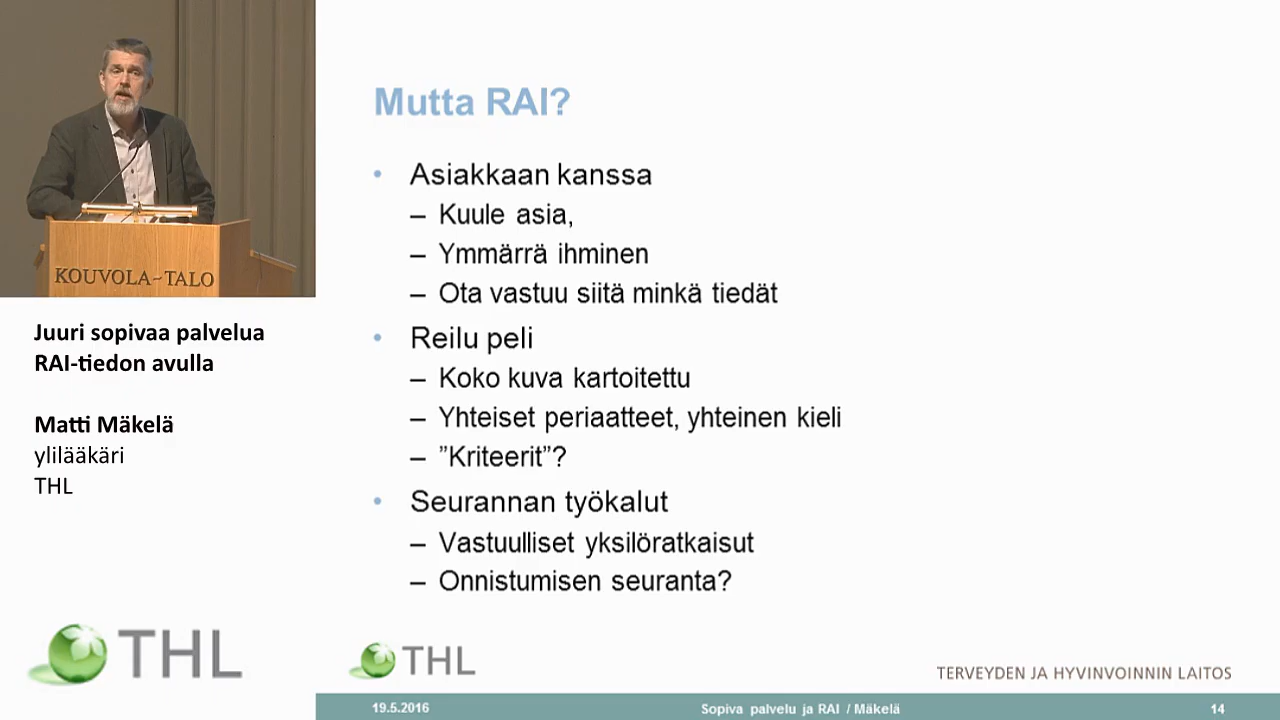 KOUVOLA-TALO
Juuri sopivaa palvelua
RAI-tiedon avulla
Matti Mäkelä
ylilääkäri
THL
THL
Mutta RAI?
• Asiakkaan kanssa
– Kuule asia,
– Ymmärrä ihminen
– Ota vastuu siitä minkä tiedät
• Reilu peli
– Koko kuva kartoitettu
– Yhteiset periaatteet, yhteinen kieli
– ”Kriteerit”?
• Seurannan työkalut
– Vastuulliset yksilöratkaisut
– Onnistumisen seuranta?
THL
TERVEYDEN JA HYVINVOINNIN LAITOS
19.5.2016 Sopiva palvelu ja RAI / Mäkelä 14